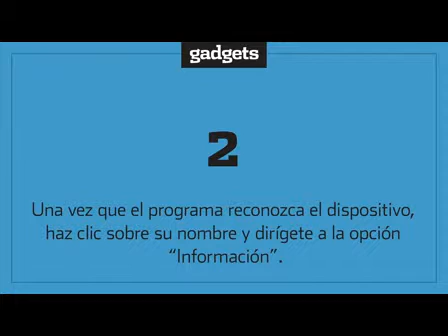 gadgets
2
Una vez que el programa reconozca el dispositivo,
haz clic sobre su nombre y dirígete a la opción
“Información”.